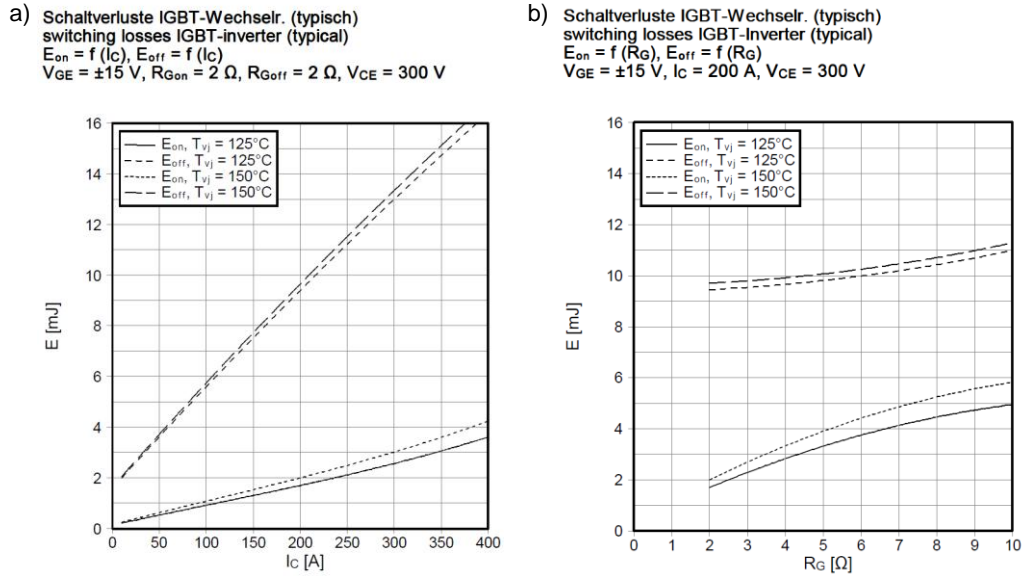 a)
Schaltverluste IGBT-Wechselr. (typisch)
switching losses IGBT-inverter (typical)
Eon = f (IC), Eoff = f (IC)
VGE = ±15 V, RGon = 2 Ω, RGoff = 2 Ω, VCE = 300 V
16
14
12
10
8
6
4
2
0
E [mJ]
Eon, Tvj = 125°C
Eoff, Tvj = 125°C
Eon, Tvj = 150°C
Eoff, Tvj = 150°C
0 50 100 150 200 250 300 350 400
IC [A]
b)
Schaltverluste IGBT-Wechselr. (typisch)
switching losses IGBT-Inverter (typical)
Eon = f (RG), Eoff = f (RG)
VGE = ±15 V, IC = 200 A, VCE = 300 V
16
14
12
10
8
6
4
2
0
E [mJ]
Eon, Tvj = 125°C
Eoff, Tvj = 125°C
Eon, Tvj = 150°C
Eoff, Tvj = 150°C
0 1 2 3 4 5 6 7 8 9 10
RG [Ω]